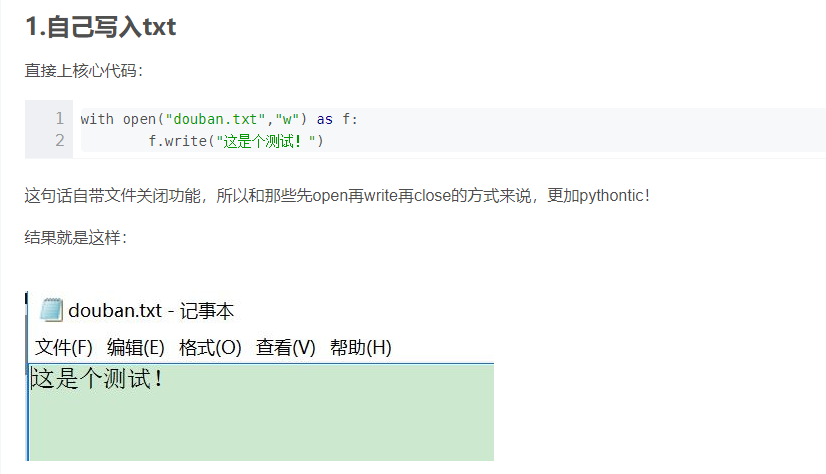 1.自己写入txt
直接上核心代码：
1 with open("douban.txt","w") as f:
2 f.write("这是个测试！")
这句话自带文件关闭功能，所以和那些先open再write再close的方式来说，更加pythontic！
结果就是这样：
douban.txt - 记事本
文件(F) 编辑(E) 格式(O) 查看(V) 帮助(H)
这是个测试！